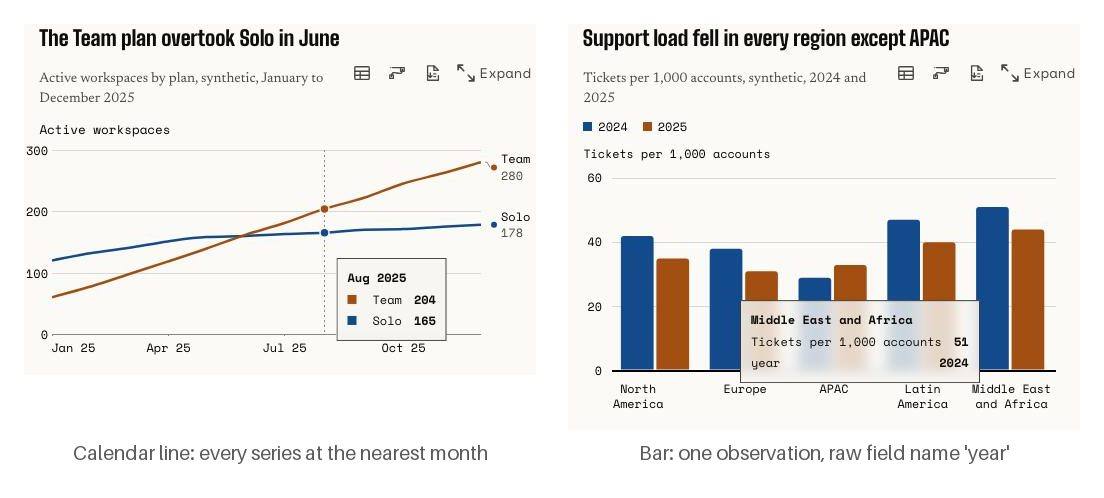 The Team plan overtook Solo in June
Active workspaces by plan, synthetic, January to
December 2025
Expand
Active workspaces
300
200
100
0
Team
280
Solo
178
Aug 2025
Team 204
Solo 165
Jan 25
Apr 25
Jul 25
Oct 25
Calendar line: every series at the nearest month
Support load fell in every region except APAC
Tickets per 1,000 accounts, synthetic, 2024 and
2025
Expand
2024
2025
Tickets per 1,000 accounts
60
40
20
0
Middle East and Africa
Tickets per 1,000 accounts 51
year 2024
North
America
Europe
APAC
Latin
America
Middle East
and Africa
Bar: one observation, raw field name 'year'